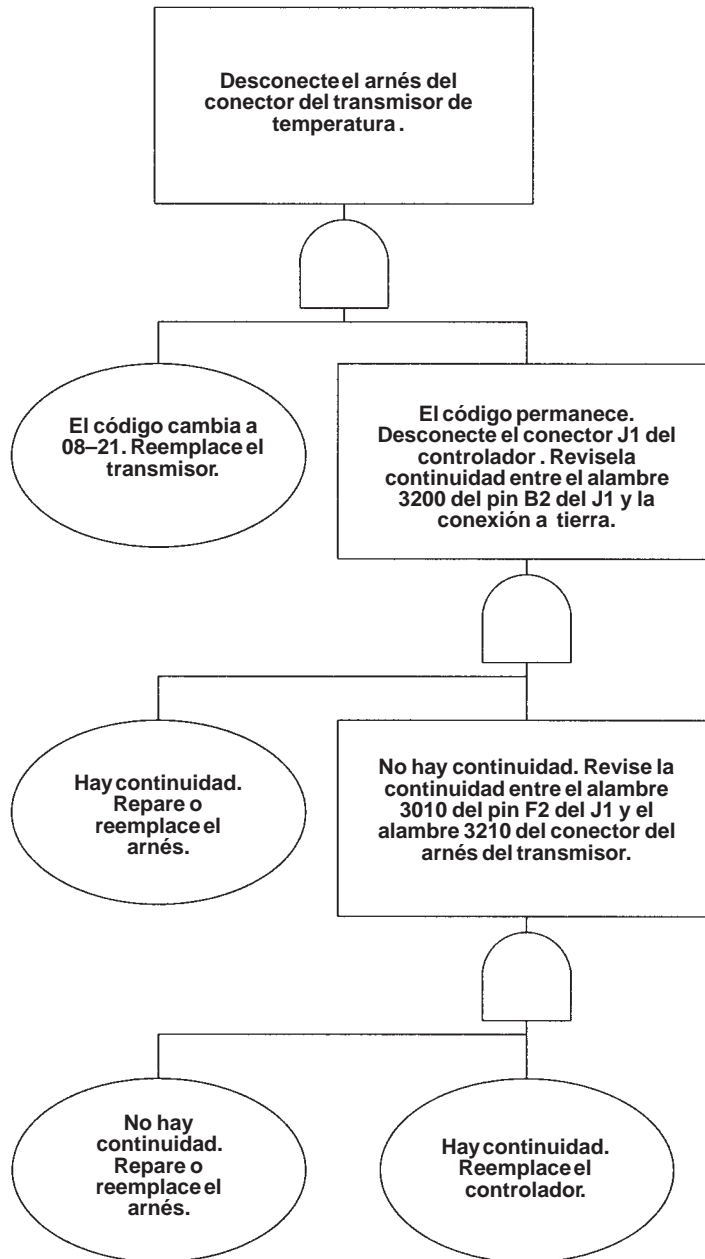 Desconecte el arnés del
conector del transmisor de
temperatura .
El código cambia a
08–21. Reemplace el
transmisor.
El código permanece.
Desconecte el conector J1 del
controlador . Revise la
continuidad entre el alambre
3200 del pin B2 del J1 y la
conexión a tierra.
Hay continuidad.
Repare o
reemplace el
arnés.
No hay continuidad. Revise la
continuidad entre el alambre
3010 del pin F2 del J1 y el
alambre 3210 del conector del
arnés del transmisor.
No hay
continuidad.
Repare o
reemplace el
arnés.
Hay continuidad.
Reemplace el
controlador.